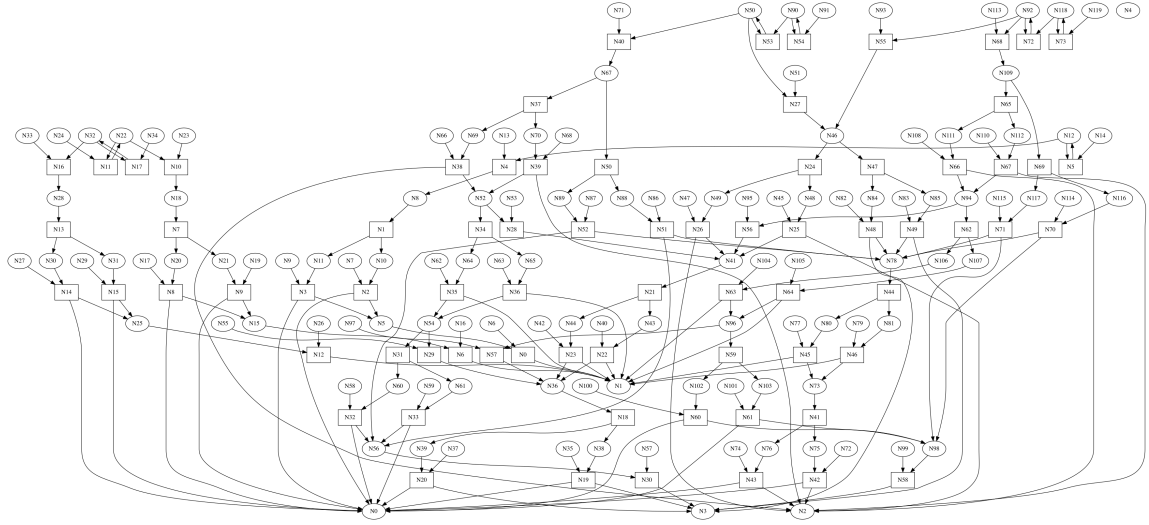 N71 N50 N90 N91 N93 N113 N92 N118 N119 N4
N40 N53 N54 N55 N68 N72 N73
N67 N51 N109
N37 N27 N65
N33 N24 N32 N22 N34 N23 N66 N69 N13 N70 N68 N46 N108 N111 N110 N112 N12 N14
N16 N11 N17 N10 N38 N4 N39 N50 N24 N47 N66 N67 N69 N5
N28 N18 N8 N52 N53 N89 N87 N88 N86 N47 N49 N95 N45 N48 N82 N84 N83 N85 N94 N115 N117 N114 N116
N13 N7 N1 N34 N28 N52 N51 N26 N56 N25 N48 N49 N62 N71 N70
N27 N30 N29 N31 N17 N20 N21 N19 N9 N11 N7 N10 N62 N64 N63 N65 N41 N104 N105 N78 N106 N107
N14 N15 N8 N9 N3 N2 N35 N36 N21 N63 N64 N44
N25 N55 N15 N26 N97 N5 N54 N16 N6 N42 N44 N40 N43 N96 N77 N80 N79 N81
N12 N31 N29 N6 N57 N0 N23 N22 N59 N45 N46
N58 N60 N59 N61 N36 N100 N1 N102 N101 N103 N73
N32 N33 N18 N60 N61 N41
N56 N39 N37 N35 N38 N57 N74 N76 N75 N72 N99 N98
N20 N19 N30 N43 N42 N58
N0 N3 N2